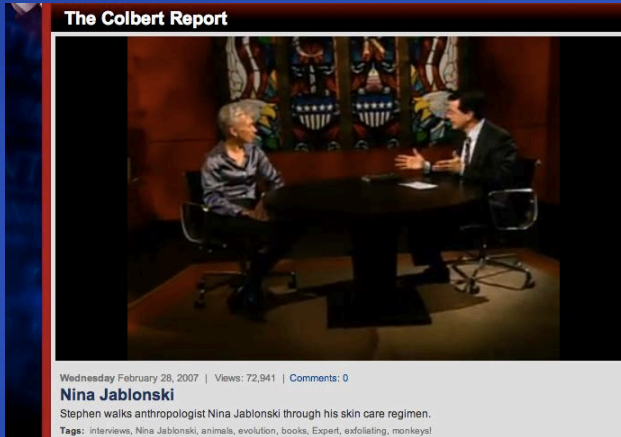 The Colbert Report
Wednesday February 28, 2007 | Views: 72,941 | Comments: 0
Nina Jablonski
Stephen walks anthropologist Nina Jablonski through his skin care regimen.
Tags: interviews, Nina Jablonski, animals, evolution, books, Expert, exfoliating, monkeys!